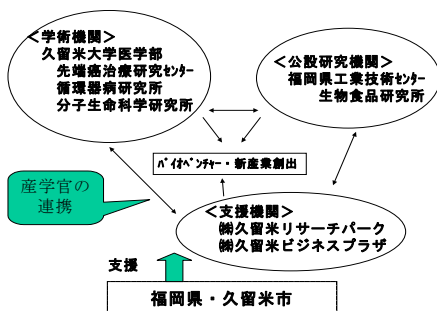 ＜学術機関＞
久留米大学医学部
先端癌治療研究ｾﾝﾀｰ
循環器病研究所
分子生命科学研究所
＜公設研究機関＞
福岡県工業技術ｾﾝﾀｰ
生物食品研究所
ﾊﾞｲｵﾍﾞﾝﾁｬｰ・新産業創出
産学官の
連携
＜支援機関＞
㈱久留米リサーチパーク
㈱久留米ビジネスプラザ
支援
福岡県・久留米市